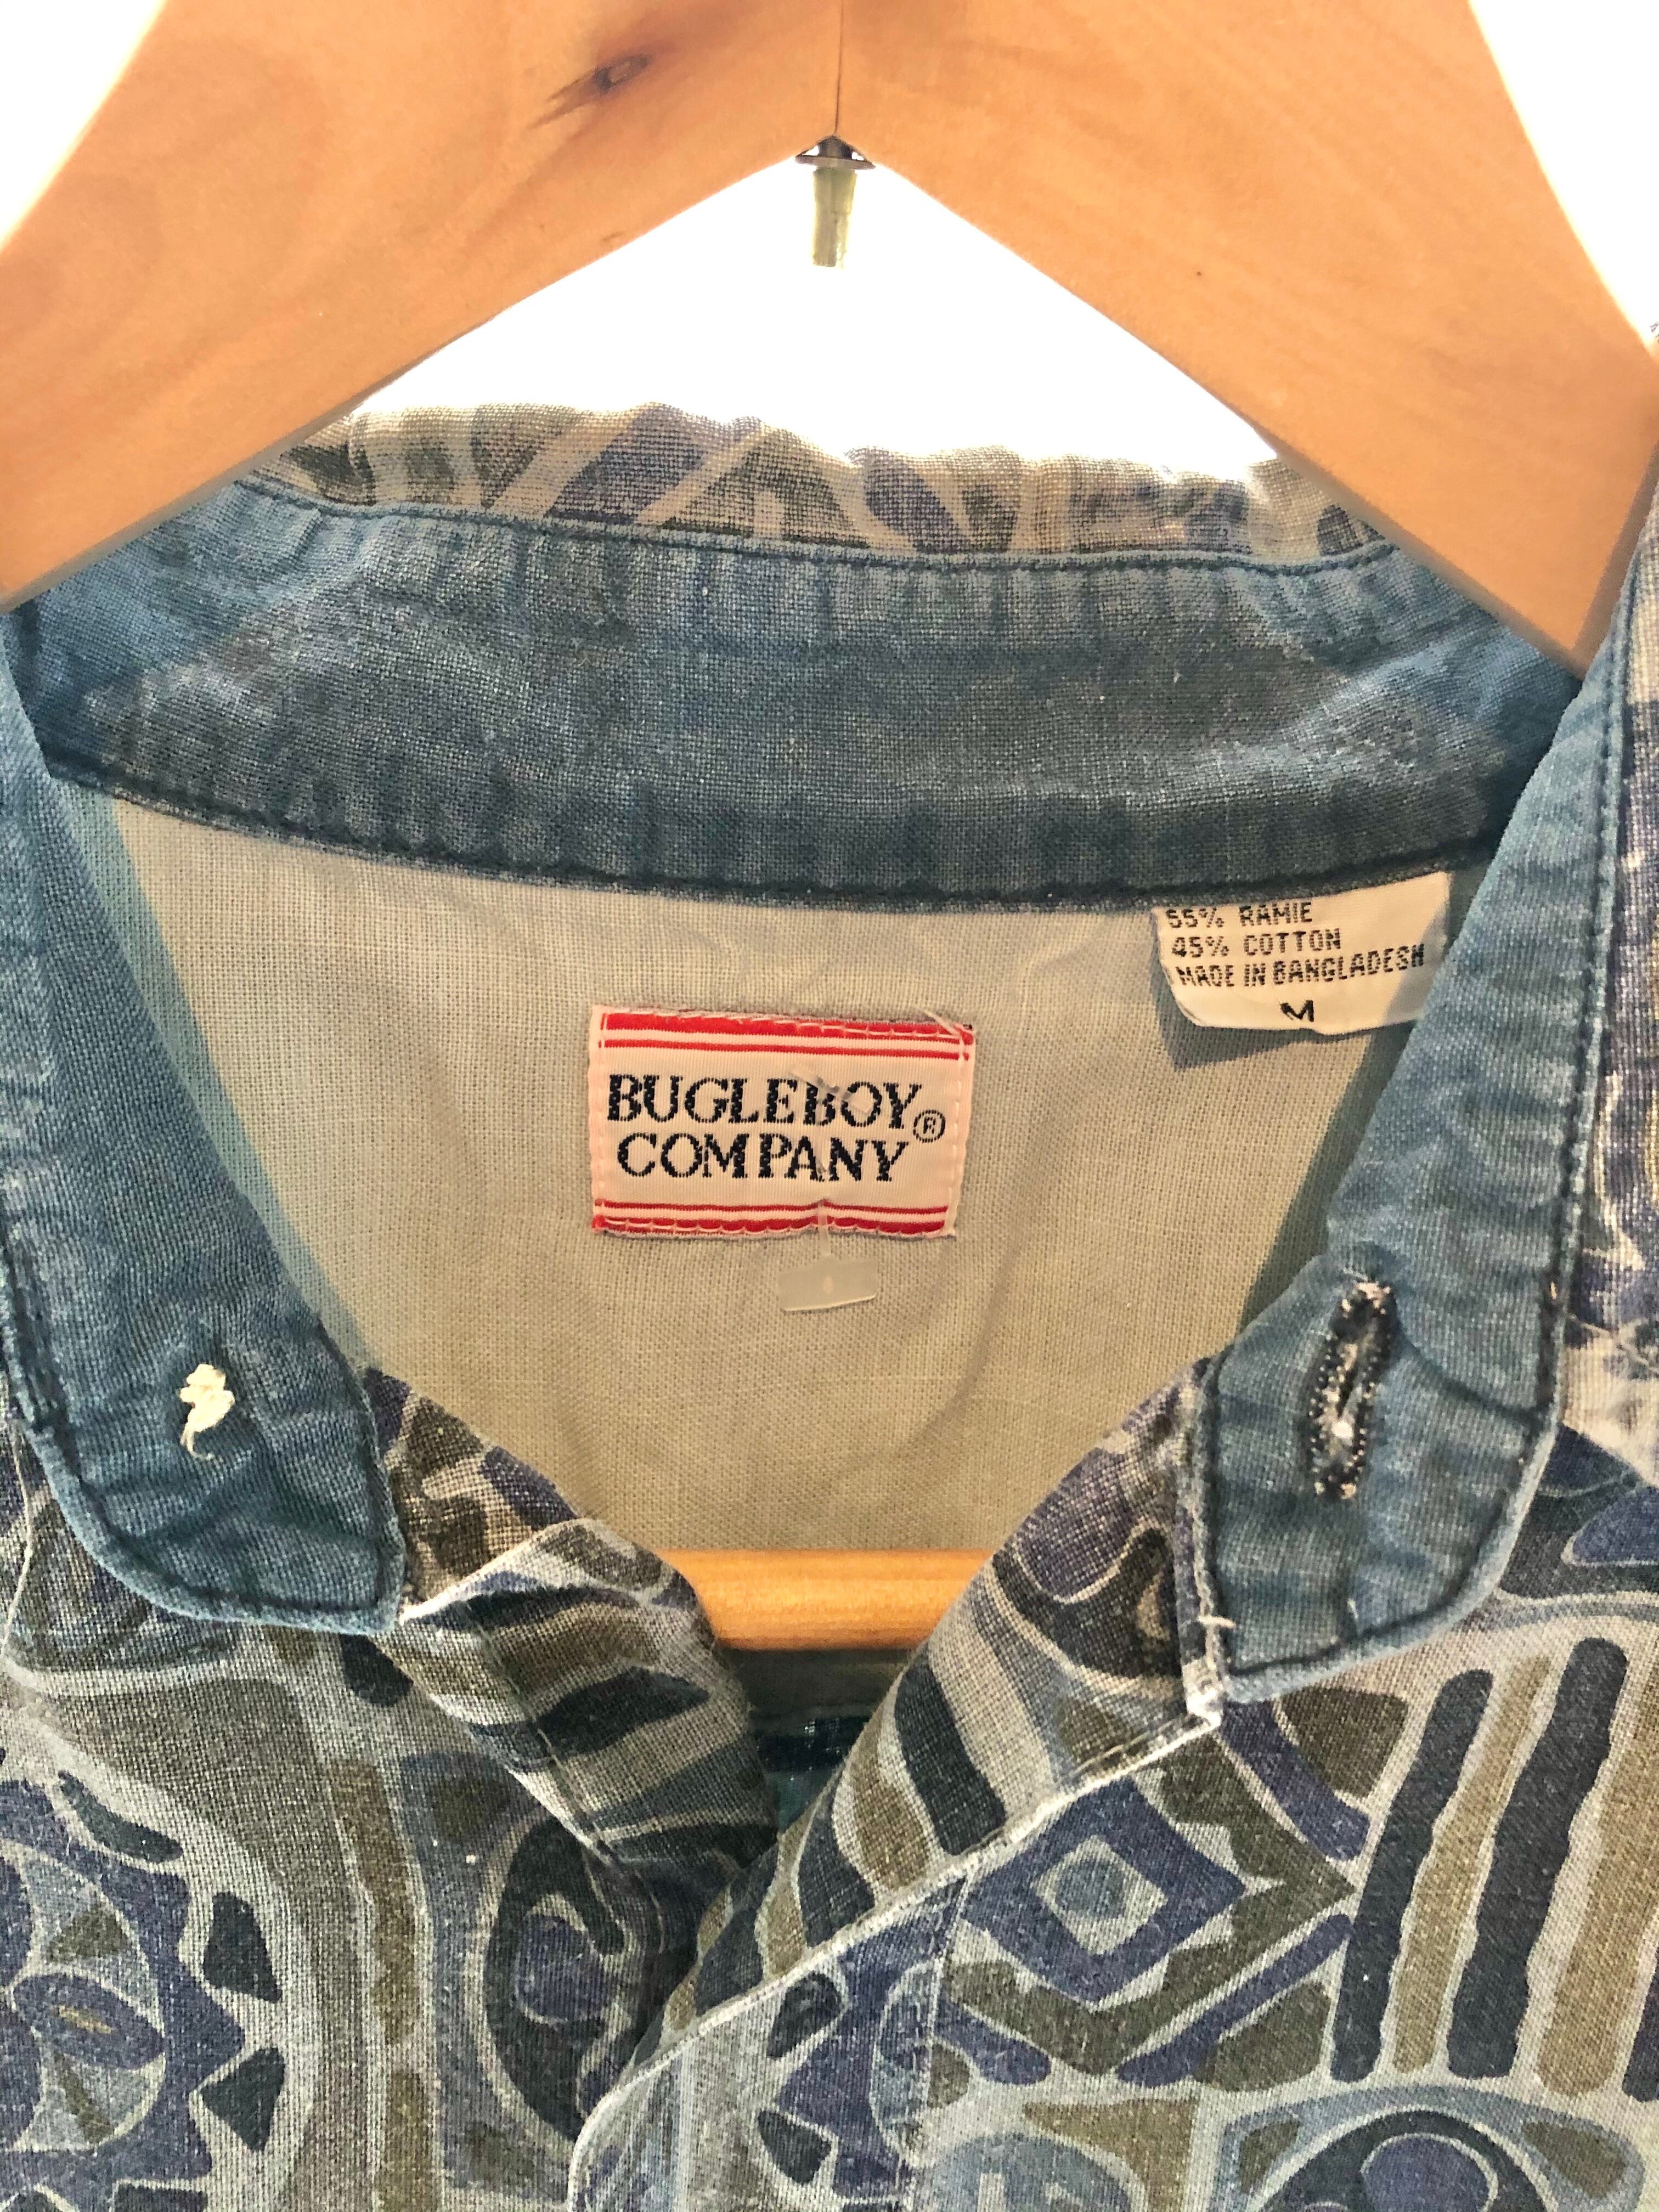 55% RAMIE
45% COTTON
MADE IN BANGLADESH
M
BUGLEBOY®
COMPANY